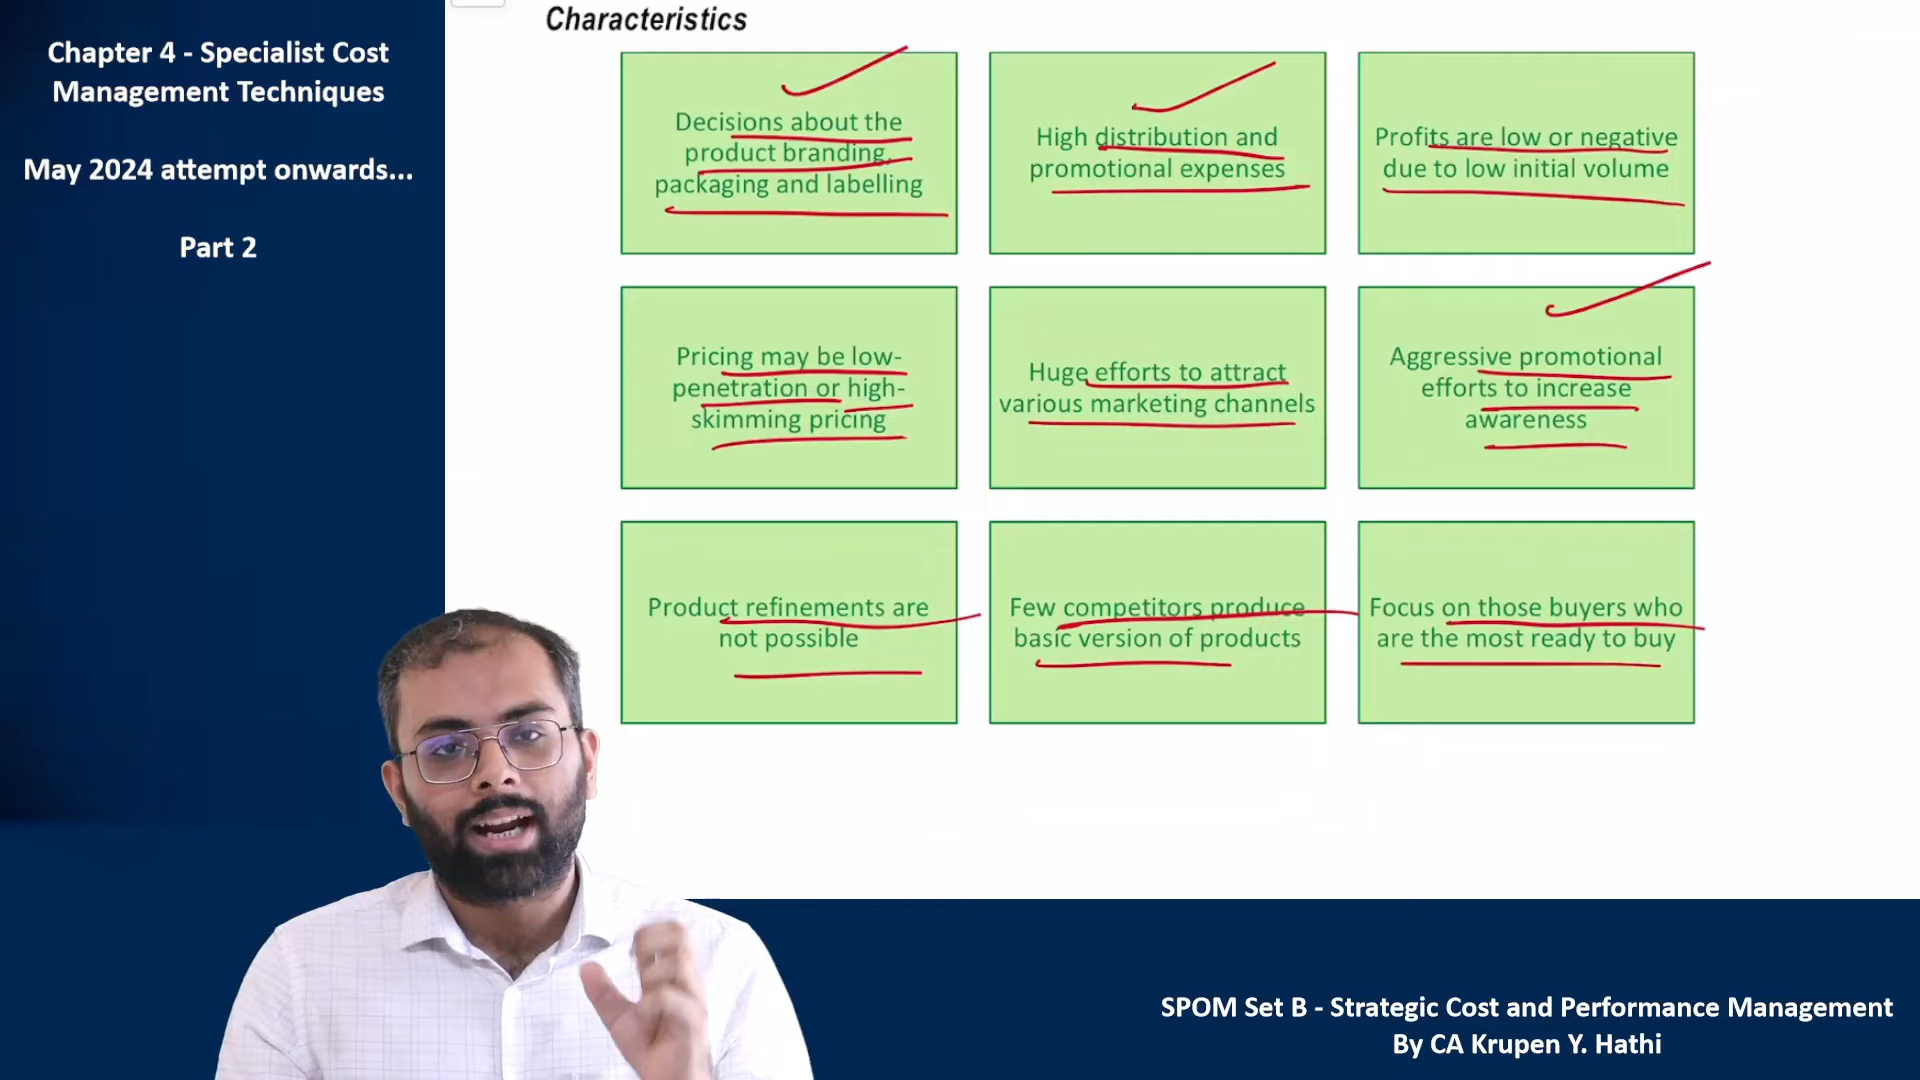 Chapter 4 - Specialist Cost
Management Techniques
May 2024 attempt onwards...
Part 2
Characteristics
Decisions about the
product branding,
packaging and labelling
High distribution and
promotional expenses
Profits are low or negative
due to low initial volume
Pricing may be low-
penetration or high-
skimming pricing
Huge efforts to attract
various marketing channels
Aggressive promotional
efforts to increase
awareness
Product refinements are
not possible
Few competitors produce
basic version of products
Focus on those buyers who
are the most ready to buy
SPOM Set B - Strategic Cost and Performance Management
By CA Krupen Y. Hathi